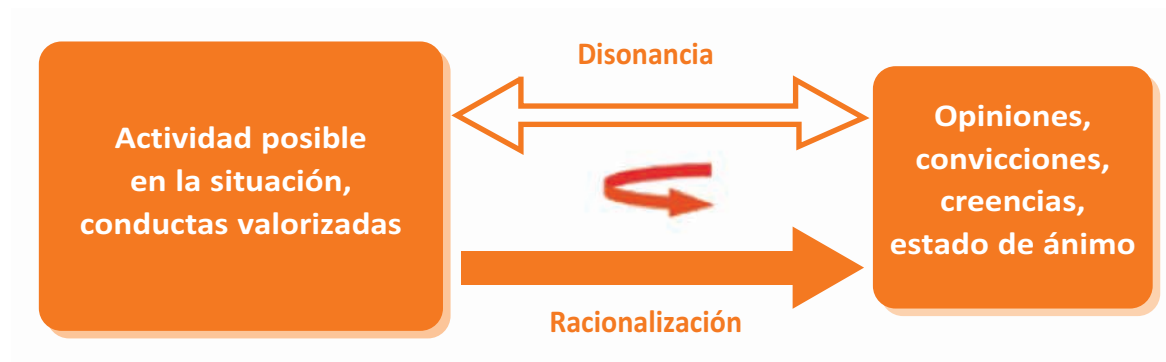 Disonancia
Actividad posible
en la situación,
conductas valorizadas
Opiniones,
convicciones,
creencias,
estado de ánimo
Racionalización